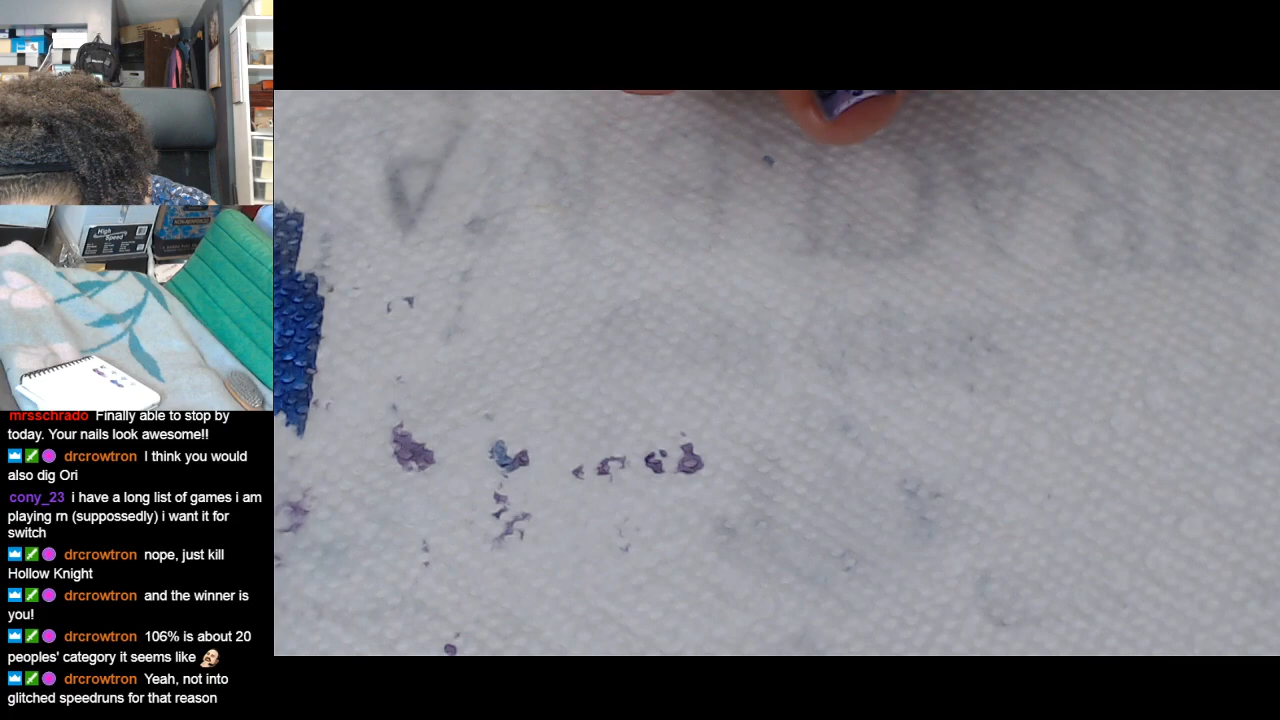 High
Speed
mrsschrado Finally able to stop by
today. Your nails look awesome!!
drcrowtron I think you would
also dig Ori
cony_23 i have a long list of games i am
playing rn (suppossedly) i want it for
switch
drcrowtron nope, just kill
Hollow Knight
drcrowtron and the winner is
you!
drcrowtron 106% is about 20
peoples' category it seems like
drcrowtron Yeah, not into
glitched speedruns for that reason